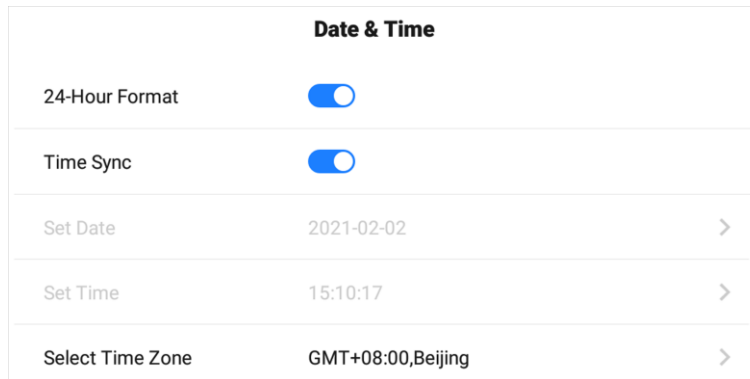 Date & Time
24-Hour Format
Time Sync
Set Date 2021-02-02
Set Time 15:10:17
Select Time Zone GMT+08:00,Beijing